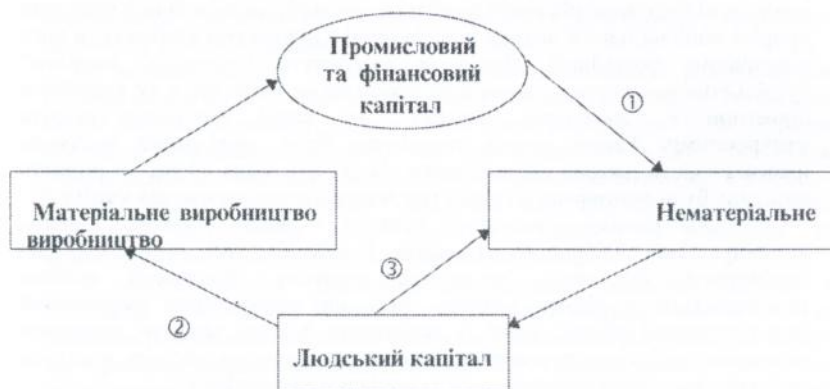 Промисловий
та фінансовий
капітал
①
Матеріальне виробництво
виробництво
Нематеріальне
③
②
Людський капітал